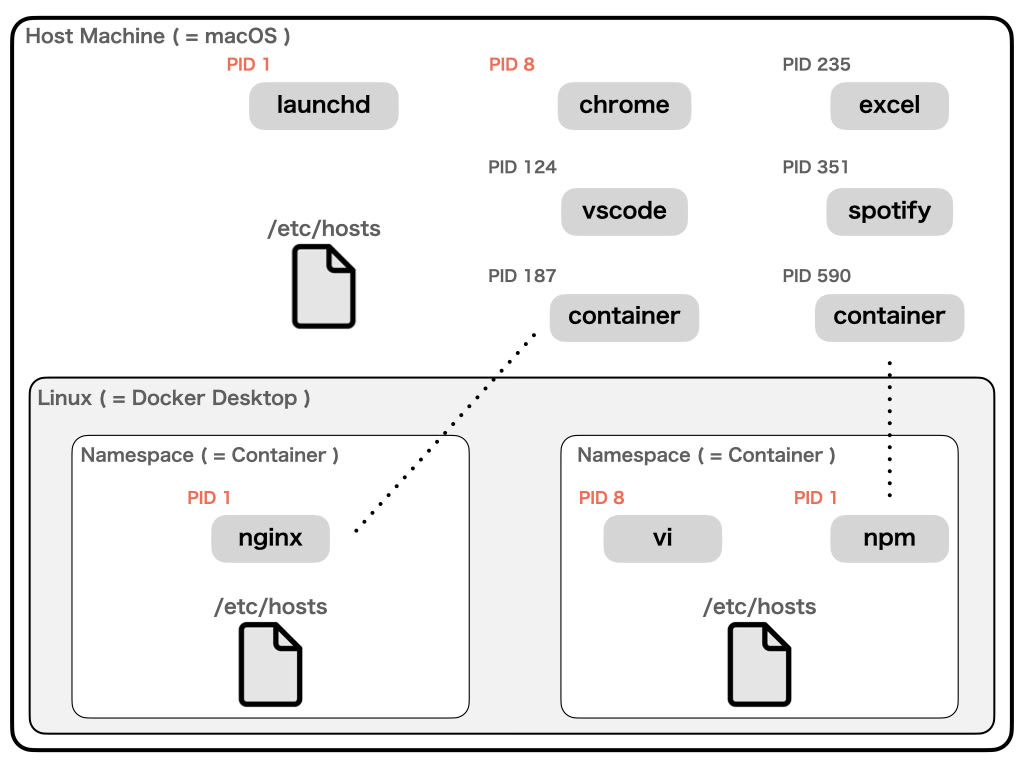 Host Machine ( = macOS )
PID 1
launchd
PID 8
chrome
PID 235
excel
PID 124
vscode
PID 351
spotify
/etc/hosts
PID 187
container
PID 590
container
Linux ( = Docker Desktop )
Namespace ( = Container )
PID 1
nginx
/etc/hosts
Namespace ( = Container )
PID 8
vi
PID 1
npm
/etc/hosts